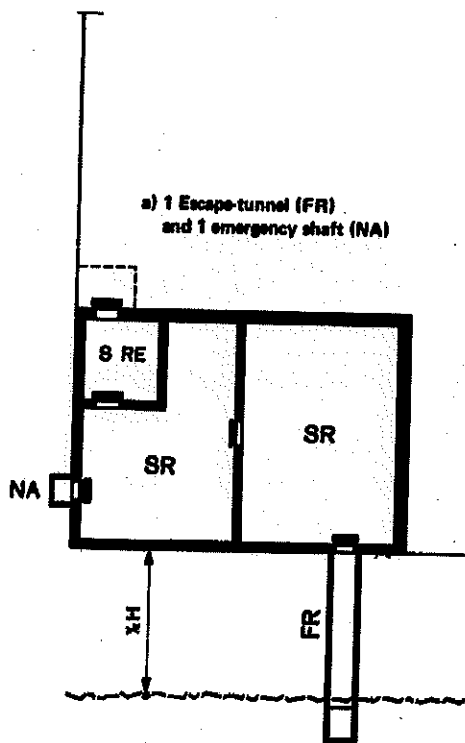 a) 1 Escape-tunnel (FR)
and 1 emergency shaft (NA)
S RE
SR
SR
NA
½H
FR